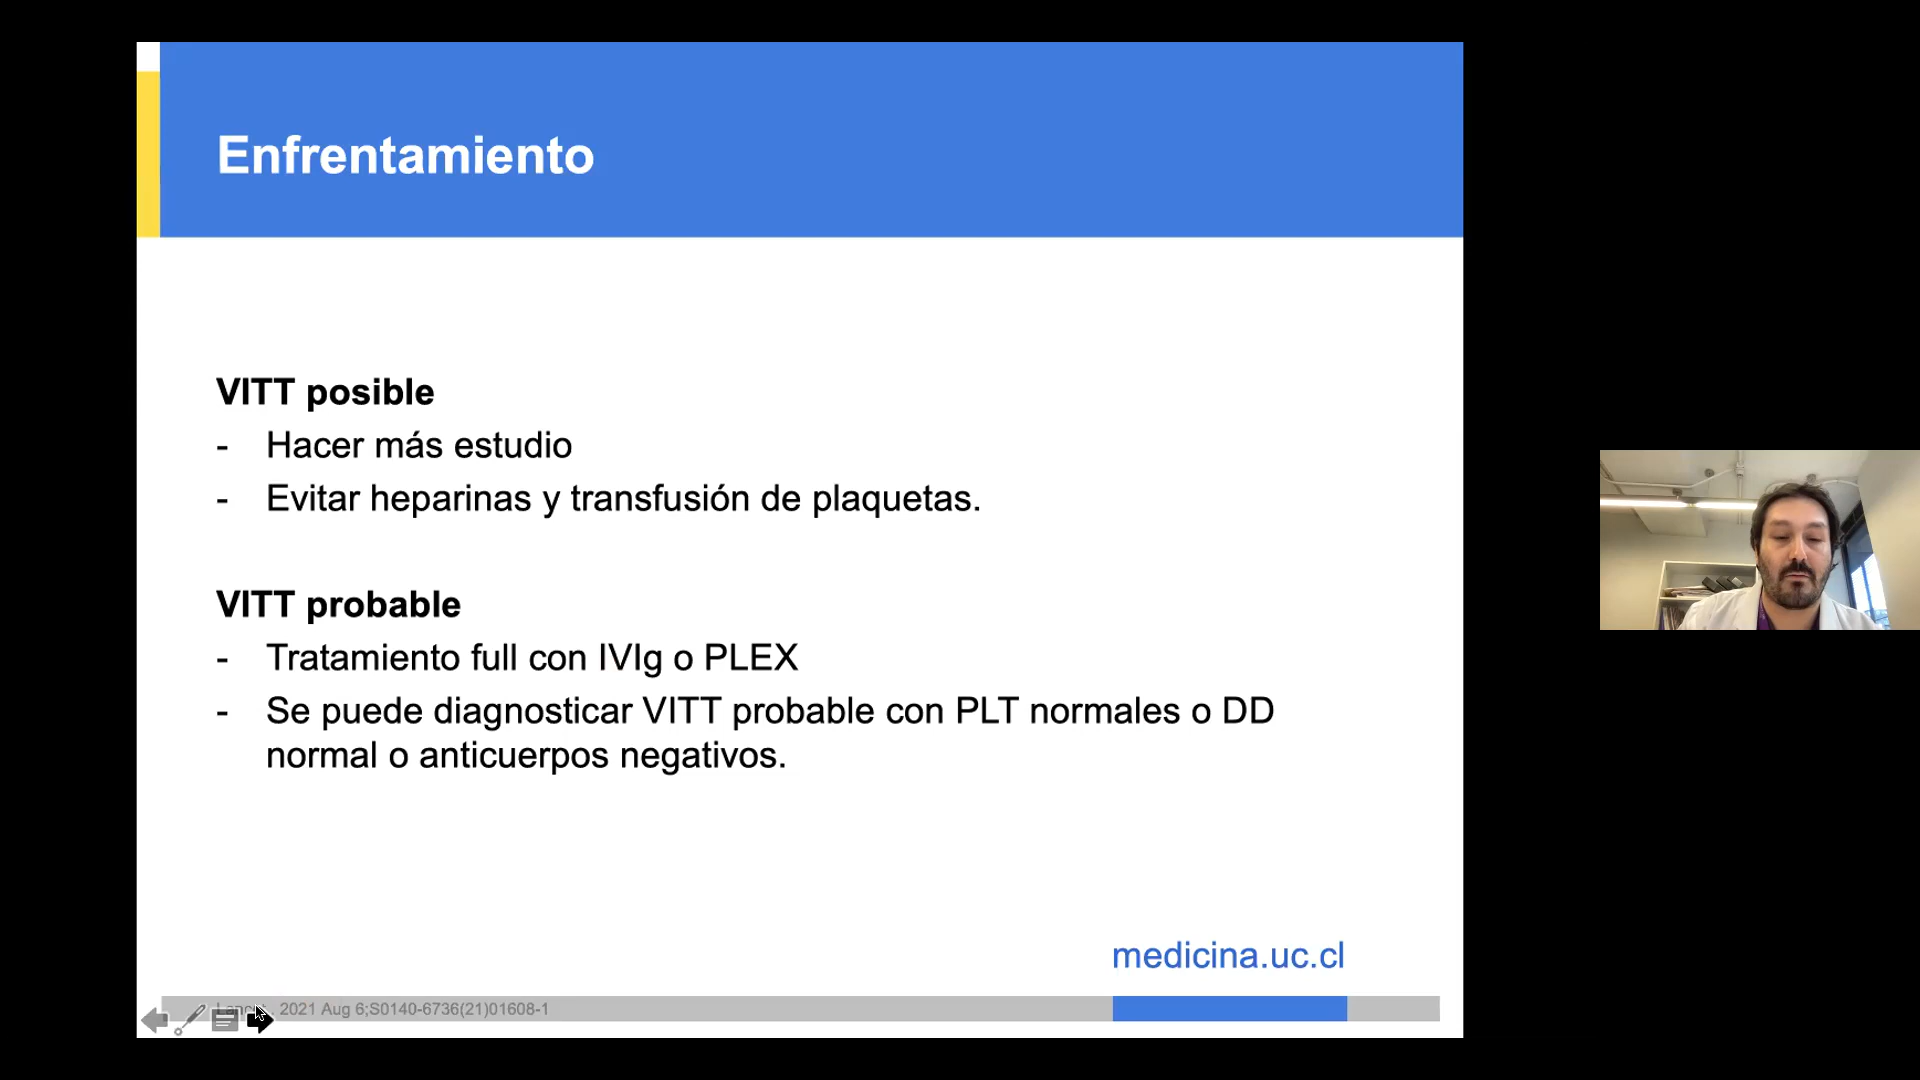 Enfrentamiento
VITT posible
- Hacer más estudio
- Evitar heparinas y transfusión de plaquetas.
VITT probable
- Tratamiento full con IVIg o PLEX
- Se puede diagnosticar VITT probable con PLT normales o DD
normal o anticuerpos negativos.
medicina.uc.cl
2021 Aug 6;S0140-6736(21)01608-1